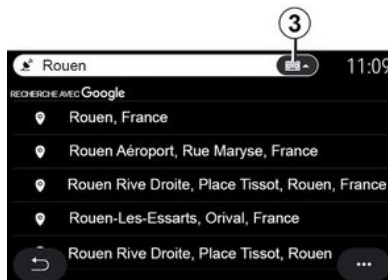 3
Rouen
11:09
RECHERCHE AVEC Google
Rouen, France
Rouen Aéroport, Rue Maryse, France
Rouen Rive Droite, Place Tissot, Rouen, France
Rouen-Les-Essarts, Orival, France
Rouen Rive Droite, Place Tissot, Rouen